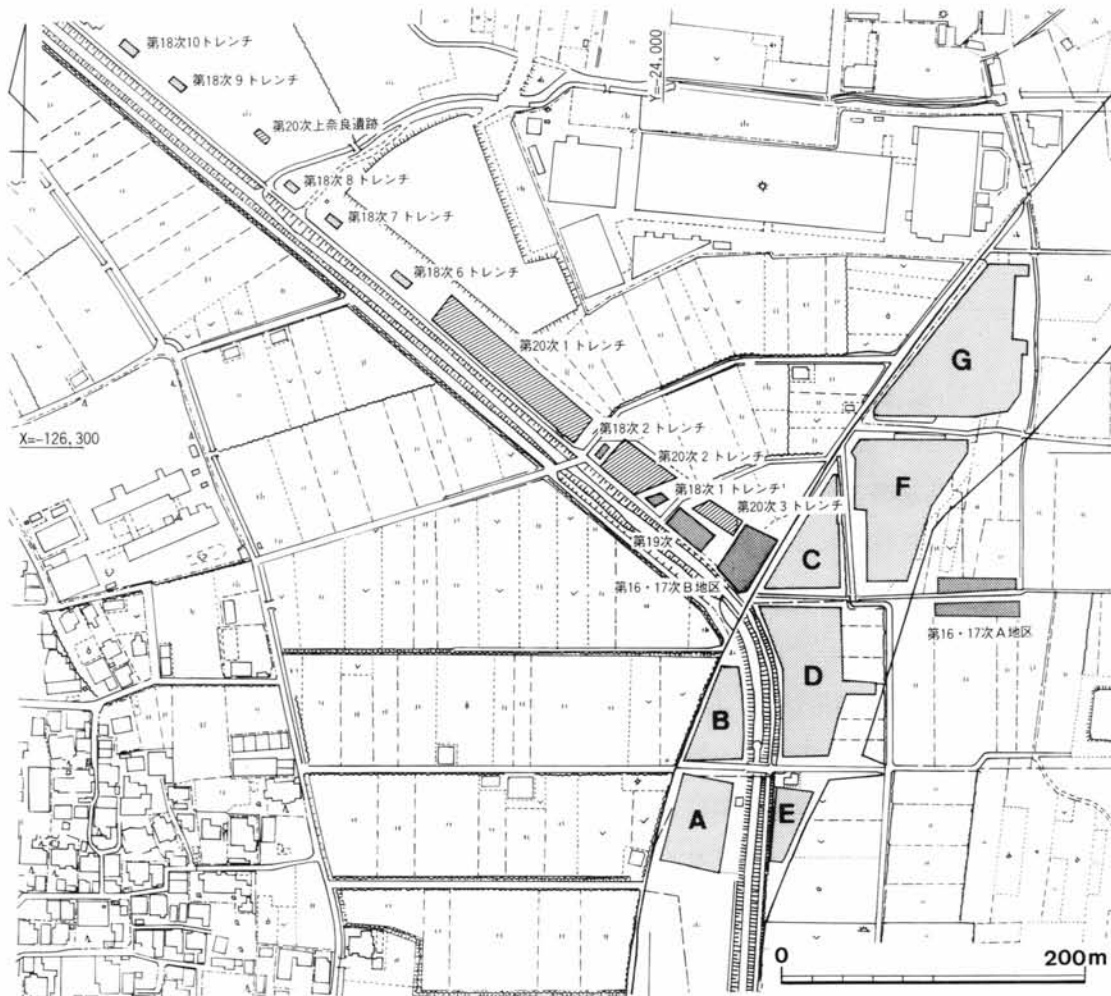 第18次10トレンチ
第18次9トレンチ
第20次上奈良遺跡
第18次8トレンチ
第18次7トレンチ
第18次6トレンチ
第20次1トレンチ
第18次2トレンチ
第20次2トレンチ
第18次1トレンチ
第20次3トレンチ
第19次
第16・17次B地区
第16・17次A地区
Y=-24,000
X=-126,300
G
F
C
D
B
A
E
0
200m